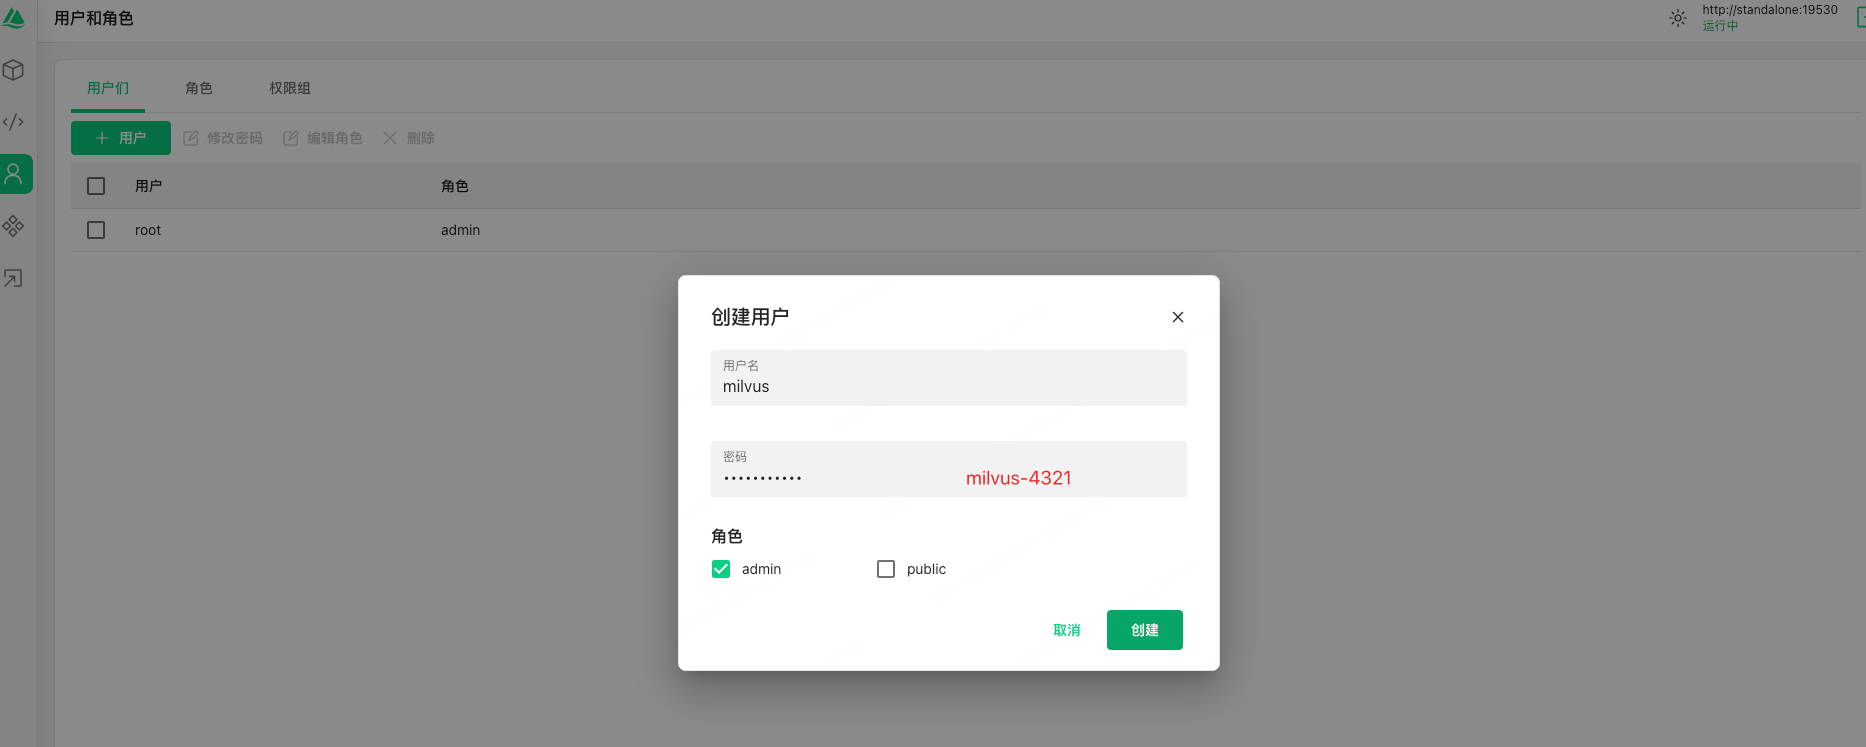 用户和角色
http://standalone:19530
运行中
用户们 角色 权限组
用户 修改密码 编辑角色 删除
用户 角色
root admin
创建用户
用户名
milvus
密码
••••••••••• milvus-4321
角色
admin public
取消 创建